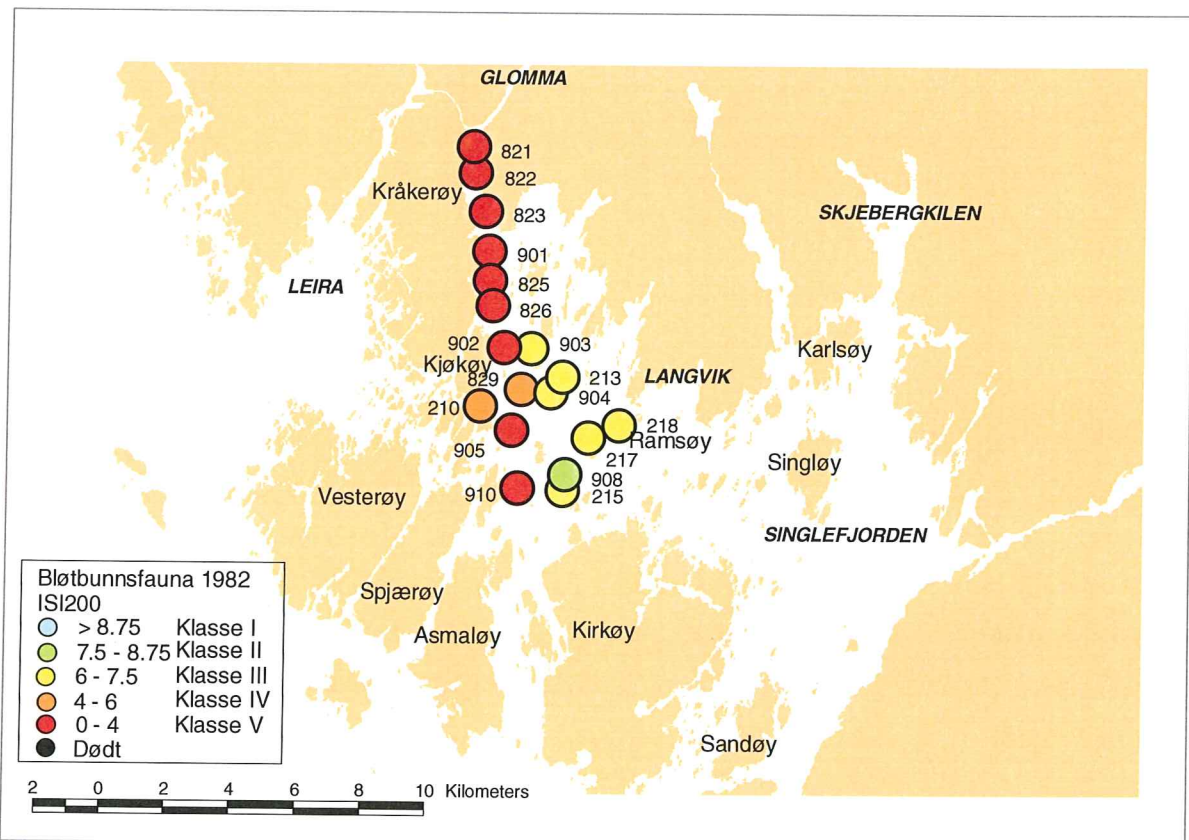 GLOMMA
821
822
Kråkerøy
823
SKJEBERGKILEN
901
825
LEIRA
826
902
903
Karlsøy
Kjøkøy
829
213
LANGVIK
904
210
218
Ramsøy
905
217
Singløy
908
910
215
Vesterøy
SINGLEFJORDEN
Bløtbunnsfauna 1982
ISI200
> 8.75 Klasse I
7.5 - 8.75 Klasse II
6 - 7.5 Klasse III
4 - 6 Klasse IV
0 - 4 Klasse V
Dødt
Spjærøy
Asmaløy
Kirkøy
Sandøy
2 0 2 4 6 8 10 Kilometers